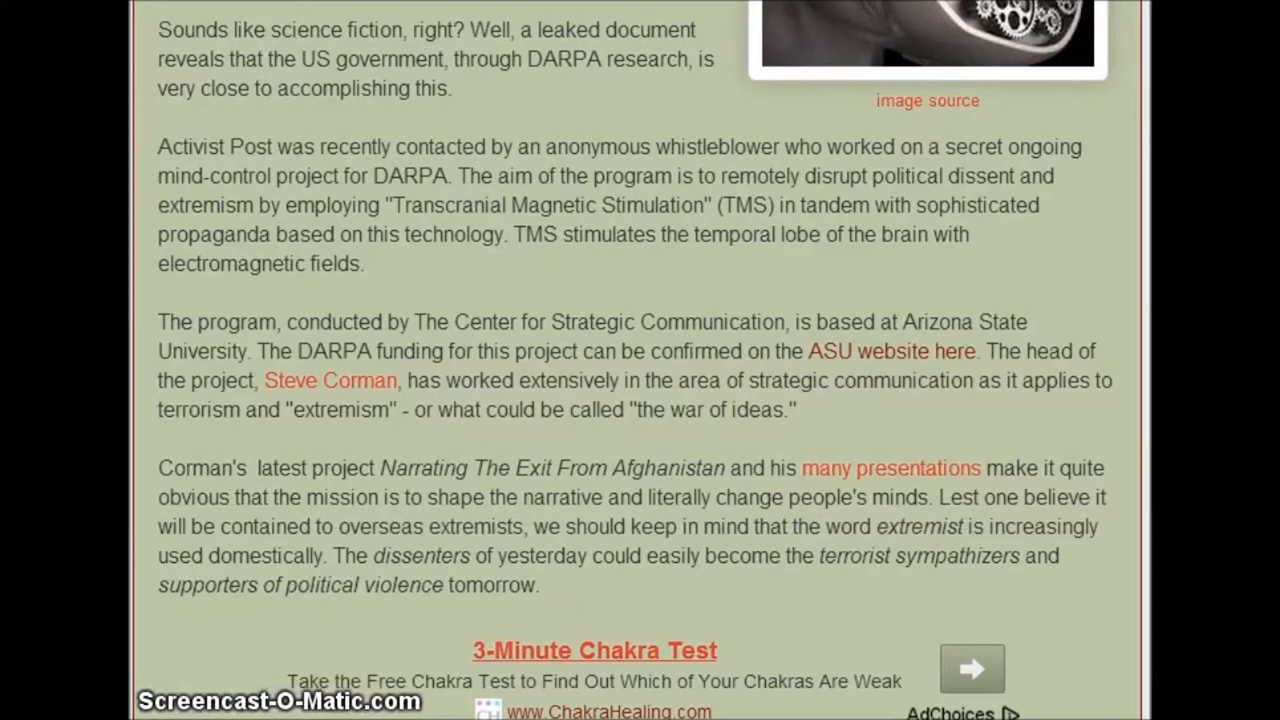 Sounds like science fiction, right? Well, a leaked document
reveals that the US government, through DARPA research, is
very close to accomplishing this.
image source
Activist Post was recently contacted by an anonymous whistleblower who worked on a secret ongoing
mind-control project for DARPA. The aim of the program is to remotely disrupt political dissent and
extremism by employing "Transcranial Magnetic Stimulation" (TMS) in tandem with sophisticated
propaganda based on this technology. TMS stimulates the temporal lobe of the brain with
electromagnetic fields.
The program, conducted by The Center for Strategic Communication, is based at Arizona State
University. The DARPA funding for this project can be confirmed on the ASU website here. The head of
the project, Steve Corman, has worked extensively in the area of strategic communication as it applies to
terrorism and "extremism" - or what could be called "the war of ideas."
Corman's  latest project Narrating The Exit From Afghanistan and his many presentations make it quite
obvious that the mission is to shape the narrative and literally change people's minds. Lest one believe it
will be contained to overseas extremists, we should keep in mind that the word extremist is increasingly
used domestically. The dissenters of yesterday could easily become the terrorist sympathizers and
supporters of political violence tomorrow.
3-Minute Chakra Test
Take the Free Chakra Test to Find Out Which of Your Chakras Are Weak
CH www.ChakraHealing.com
AdChoices
Screencast-O-Matic.com